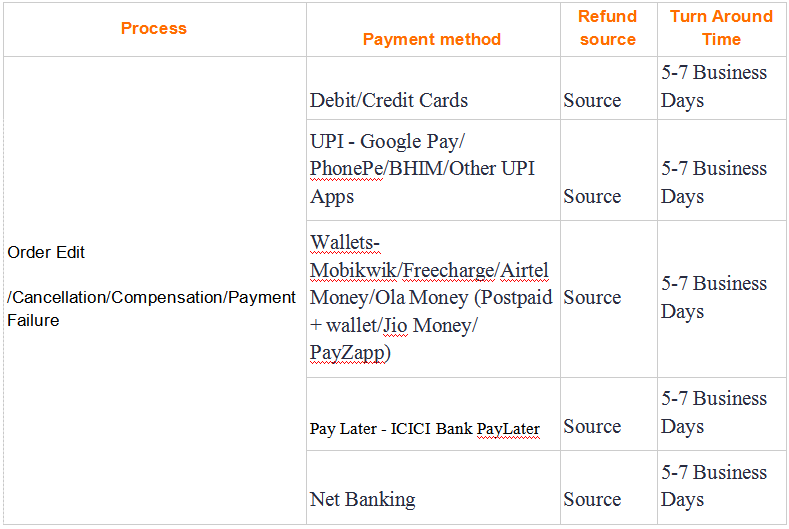 Process
Payment method
Refund
source
Turn Around
Time
Order Edit
/Cancellation/Compensation/Payment
Failure
Debit/Credit Cards
Source
5-7 Business
Days
UPI - Google Pay/
PhonePe/BHIM/Other UPI
Apps
Source
5-7 Business
Days
Wallets-
Mobikwik/Freecharge/Airtel
Money/Ola Money (Postpaid
+ wallet/Jio Money/
PayZapp)
Source
5-7 Business
Days
Pay Later - ICICI Bank PayLater
Source
5-7 Business
Days
Net Banking
Source
5-7 Business
Days